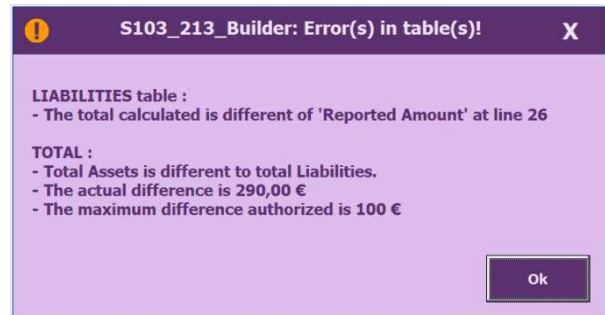 S103_213_Builder: Error(s) in table(s)!
X
LIABILITIES table :
- The total calculated is different of 'Reported Amount' at line 26
TOTAL :
- Total Assets is different to total Liabilities.
- The actual difference is 290,00 €
- The maximum difference authorized is 100 €
Ok